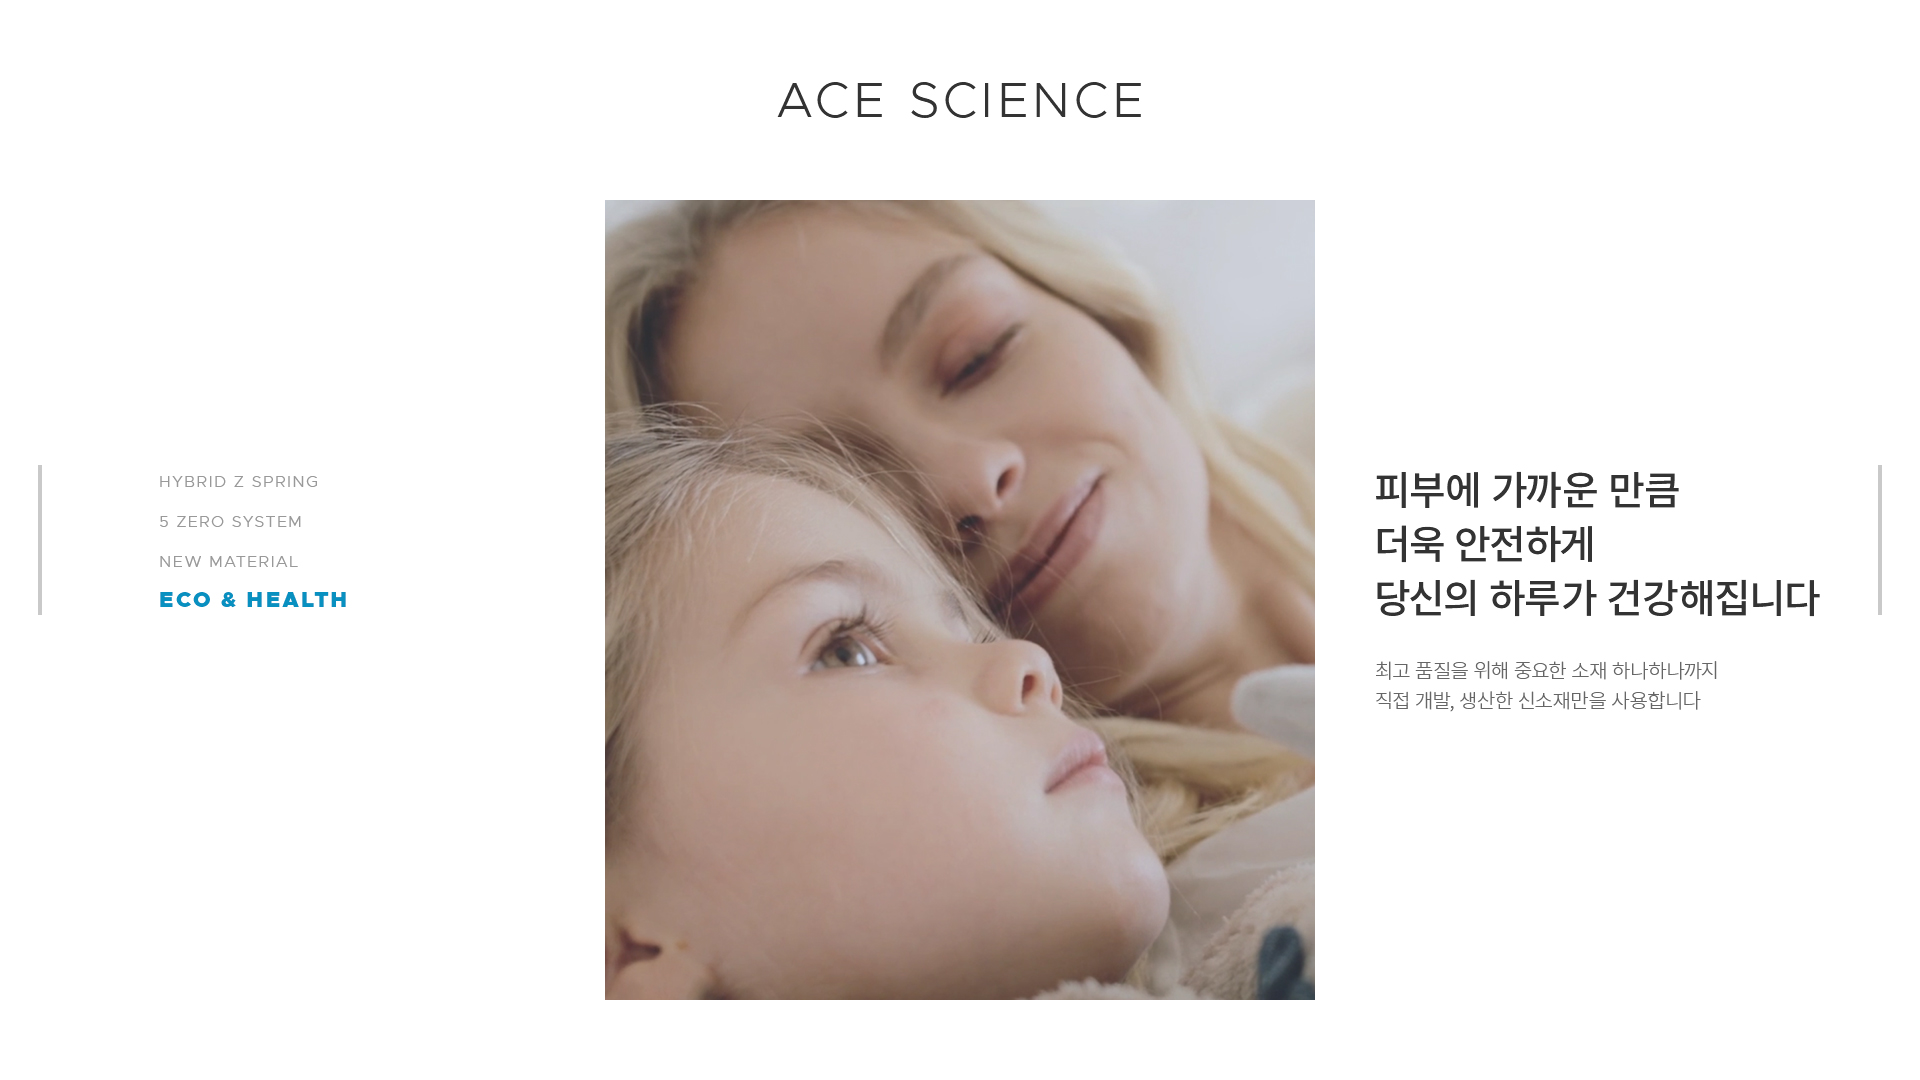 ACE SCIENCE
HYBRID Z SPRING
5 ZERO SYSTEM
NEW MATERIAL
ECO & HEALTH
피부에 가까운 만큼
더욱 안전하게
당신의 하루가 건강해집니다
최고 품질을 위해 중요한 소재 하나하나까지
직접 개발, 생산한 신소재만을 사용합니다